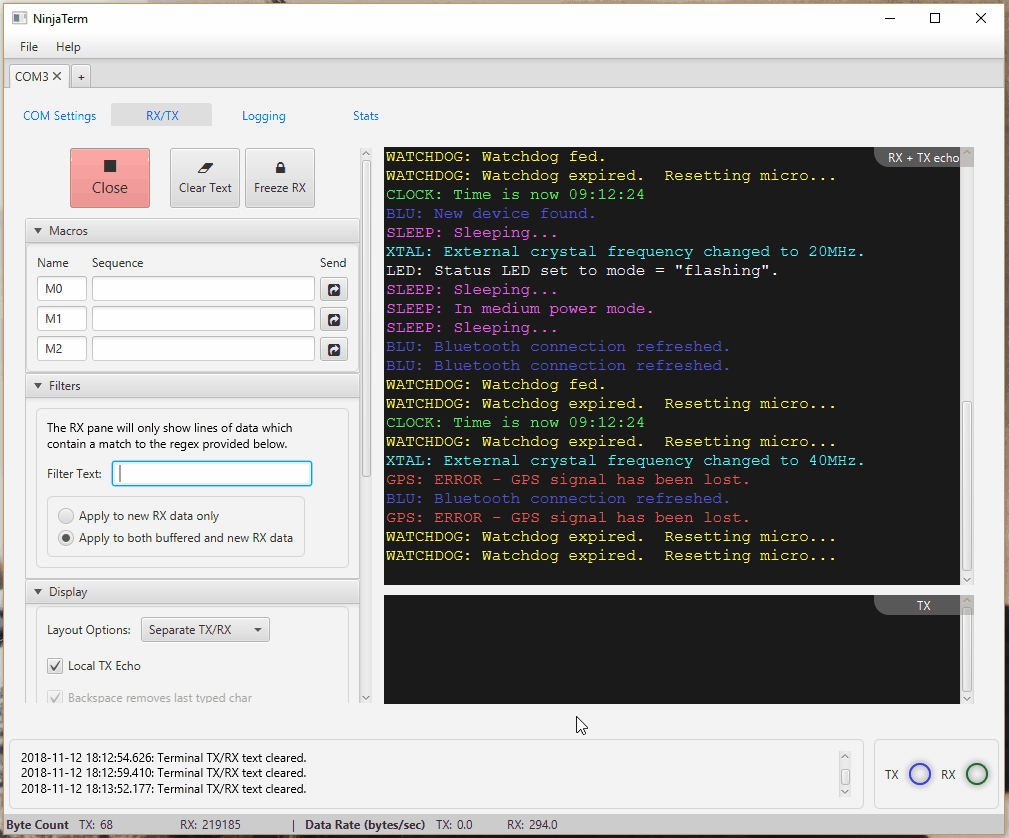 NinjaTerm
File Help
COM3
+
COM Settings RX/TX Logging Stats
Close
Clear Text
Freeze RX
Macros
Name Sequence Send
M0
M1
M2
Filters
The RX pane will only show lines of data which
contain a match to the regex provided below.
Filter Text:
Apply to new RX data only
Apply to both buffered and new RX data
Display
Layout Options: Separate TX/RX
Local TX Echo
Backspace removes last typed char
RX + TX echo
WATCHDOG: Watchdog fed.
WATCHDOG: Watchdog expired.  Resetting micro...
CLOCK: Time is now 09:12:24
BLU: New device found.
SLEEP: Sleeping...
XTAL: External crystal frequency changed to 20MHz.
LED: Status LED set to mode = "flashing".
SLEEP: Sleeping...
SLEEP: In medium power mode.
SLEEP: Sleeping...
BLU: Bluetooth connection refreshed.
BLU: Bluetooth connection refreshed.
WATCHDOG: Watchdog fed.
WATCHDOG: Watchdog expired.  Resetting micro...
CLOCK: Time is now 09:12:24
WATCHDOG: Watchdog expired.  Resetting micro...
XTAL: External crystal frequency changed to 40MHz.
GPS: ERROR - GPS signal has been lost.
BLU: Bluetooth connection refreshed.
GPS: ERROR - GPS signal has been lost.
WATCHDOG: Watchdog expired.  Resetting micro...
WATCHDOG: Watchdog expired.  Resetting micro...
TX
2018-11-12 18:12:54.626: Terminal TX/RX text cleared.
2018-11-12 18:12:59.410: Terminal TX/RX text cleared.
2018-11-12 18:13:52.177: Terminal TX/RX text cleared.
TX RX
Byte Count TX: 68 RX: 219185 | Data Rate (bytes/sec) TX: 0.0 RX: 294.0